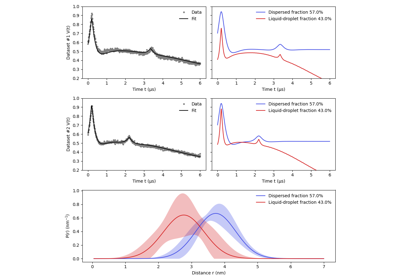 1.0
0.9
0.8
0.7
0.6
0.5
0.4
0.3
0.2
Dataset #1 V(t)
Data
Fit
0 1 2 3 4 5 6
Time t (μs)
Dispersed fraction 57.0%
Liquid-droplet fraction 43.0%
0 1 2 3 4 5 6
Time t (μs)
1.0
0.9
0.8
0.7
0.6
0.5
0.4
0.3
0.2
Dataset #2 V(t)
Data
Fit
0 1 2 3 4 5 6
Time t (μs)
Dispersed fraction 57.0%
Liquid-droplet fraction 43.0%
0 1 2 3 4 5 6
Time t (μs)
1.0
0.8
0.6
0.4
0.2
0.0
P(r) (nm⁻¹)
Dispersed fraction 57.0%
Liquid-droplet fraction 43.0%
0 1 2 3 4 5 6 7
Distance r (nm)